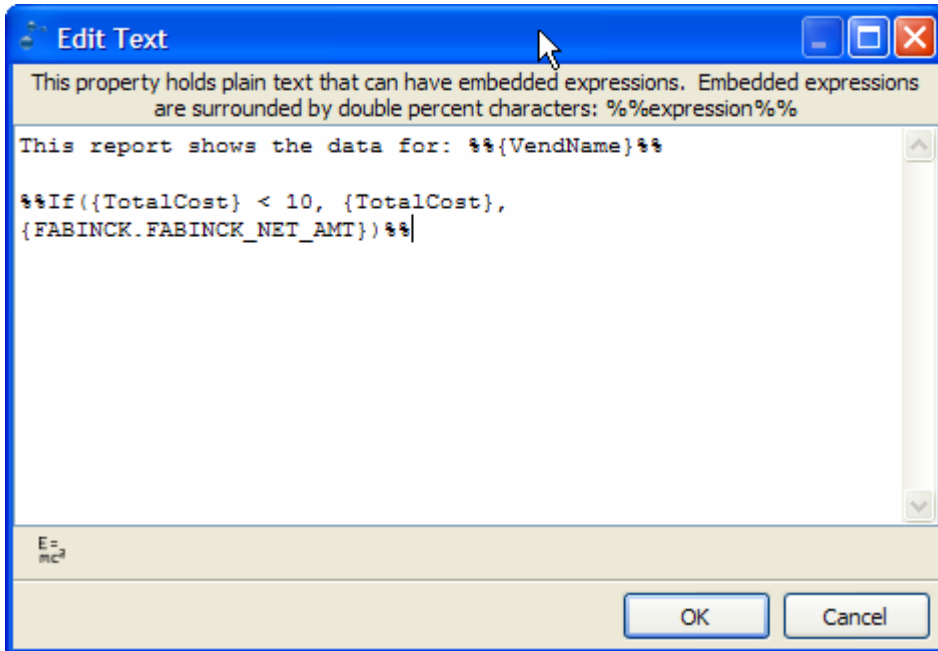 Edit Text
This property holds plain text that can have embedded expressions. Embedded expressions
are surrounded by double percent characters: %%expression%%
This report shows the data for: %%{VendName}%%
%%If({TotalCost} < 10, {TotalCost},
{FABINCK.FABINCK_NET_AMT})%%
E=
mc²
OK
Cancel